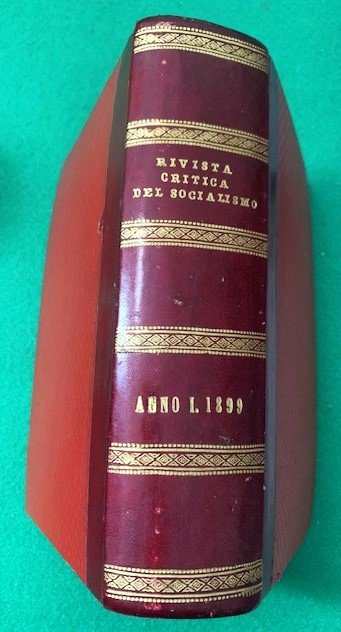 RIVISTA
CRITICA
DEL SOCIALISMO
ANNO I. 1899